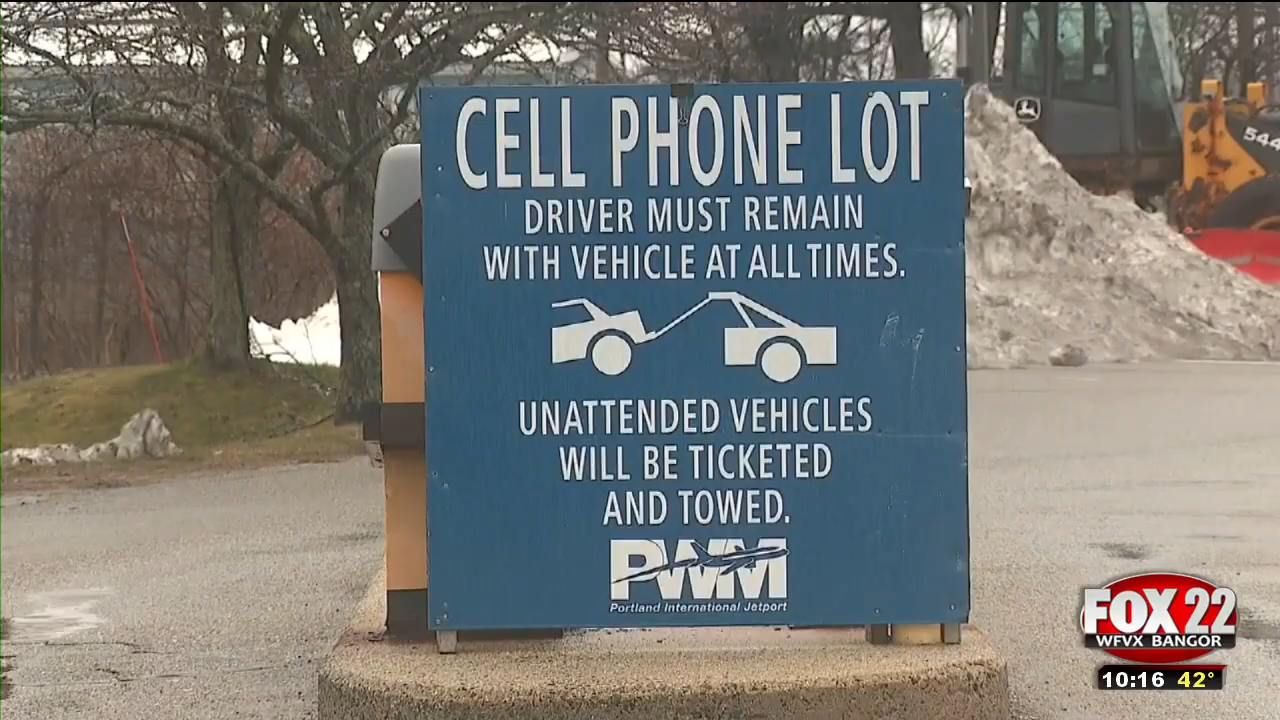 CELL PHONE LOT
DRIVER MUST REMAIN
WITH VEHICLE AT ALL TIMES.
UNATTENDED VEHICLES
WILL BE TICKETED
AND TOWED.
PWM
Portland International Jetport
544
FOX 22
WFVX BANGOR
10:16 42°